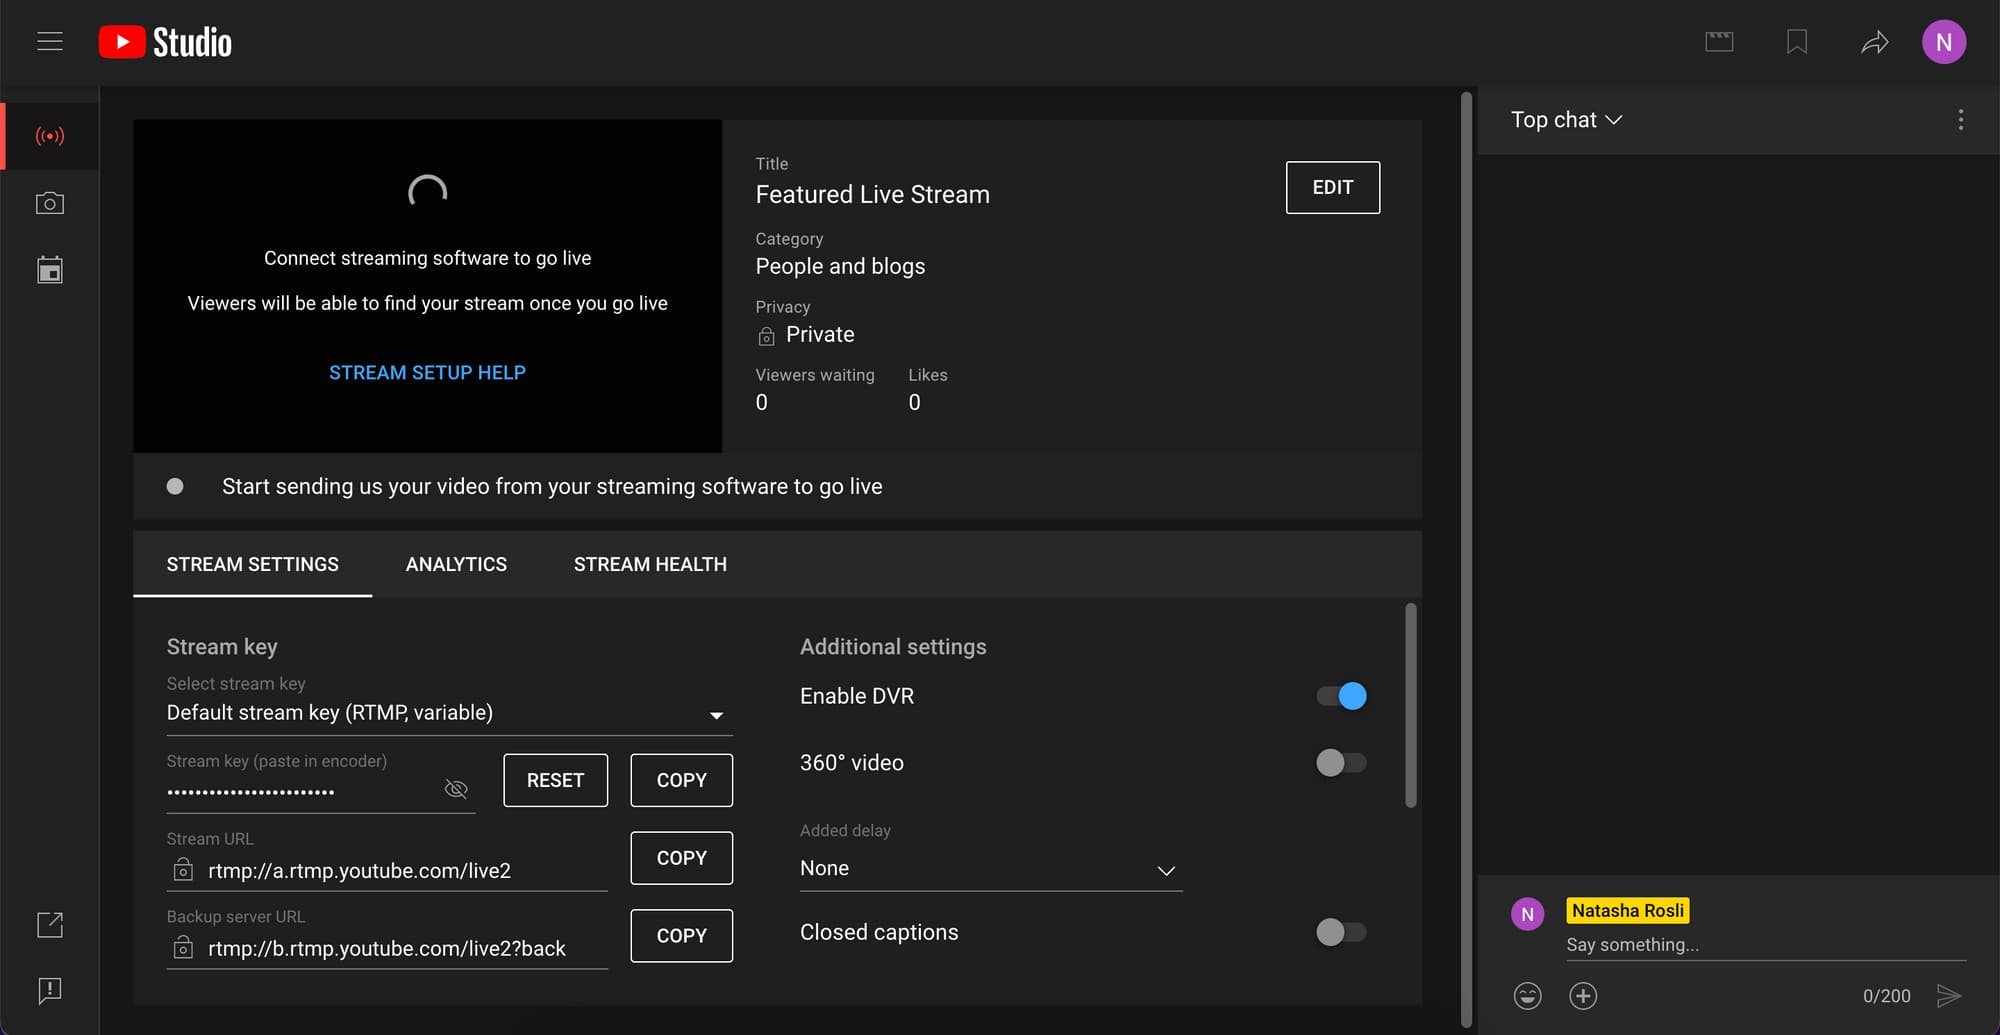 Studio
N
Top chat
Connect streaming software to go live
Viewers will be able to find your stream once you go live
STREAM SETUP HELP
Title
Featured Live Stream
EDIT
Category
People and blogs
Privacy
Private
Viewers waiting
0
Likes
0
Start sending us your video from your streaming software to go live
STREAM SETTINGS
ANALYTICS
STREAM HEALTH
Stream key
Select stream key
Default stream key (RTMP, variable)
Stream key (paste in encoder)
••••••••••••••••••••••••
RESET
COPY
Stream URL
rtmp://a.rtmp.youtube.com/live2
COPY
Backup server URL
rtmp://b.rtmp.youtube.com/live2?back
COPY
Additional settings
Enable DVR
360° video
Added delay
None
Closed captions
N
Natasha Rosli
Say something...
0/200